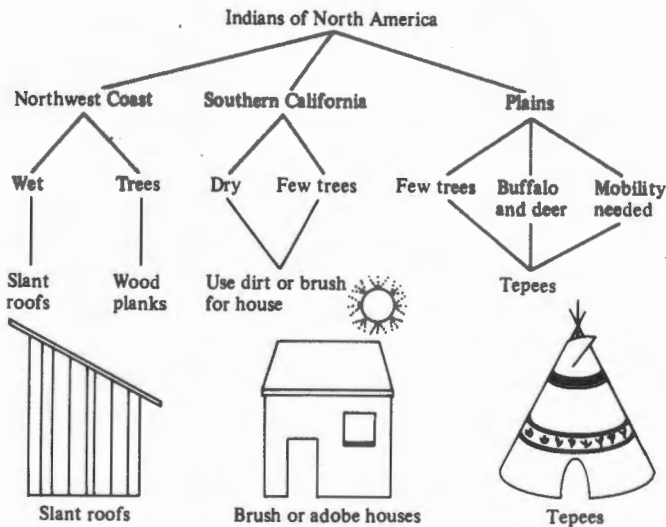 Indians of North America
Northwest Coast
Southern California
Plains
Wet
Trees
Dry
Few trees
Few trees
Buffalo
and deer
Mobility
needed
Slant
roofs
Wood
planks
Use dirt or brush
for house
Tepees
Slant roofs
Brush or adobe houses
Tepees